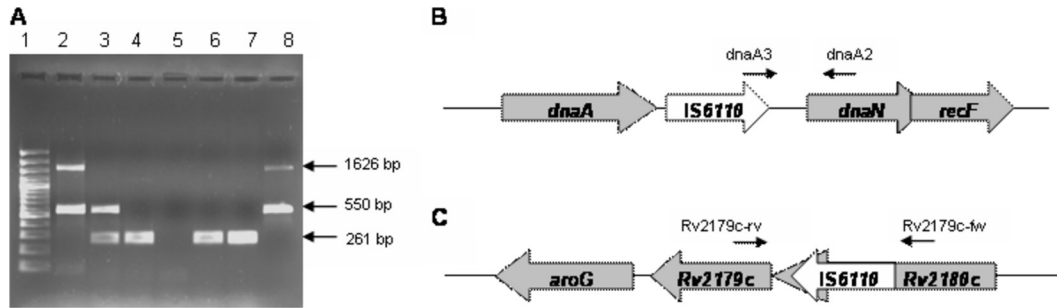 A
1 2 3 4 5 6 7 8
1626 bp
550 bp
261 bp
B
dnaA3 dnaA2
dnaA IS6110 dnaN recF
C
Rv2179c-rv Rv2179c-fw
aroG Rv2179c IS6110 Rv2180c